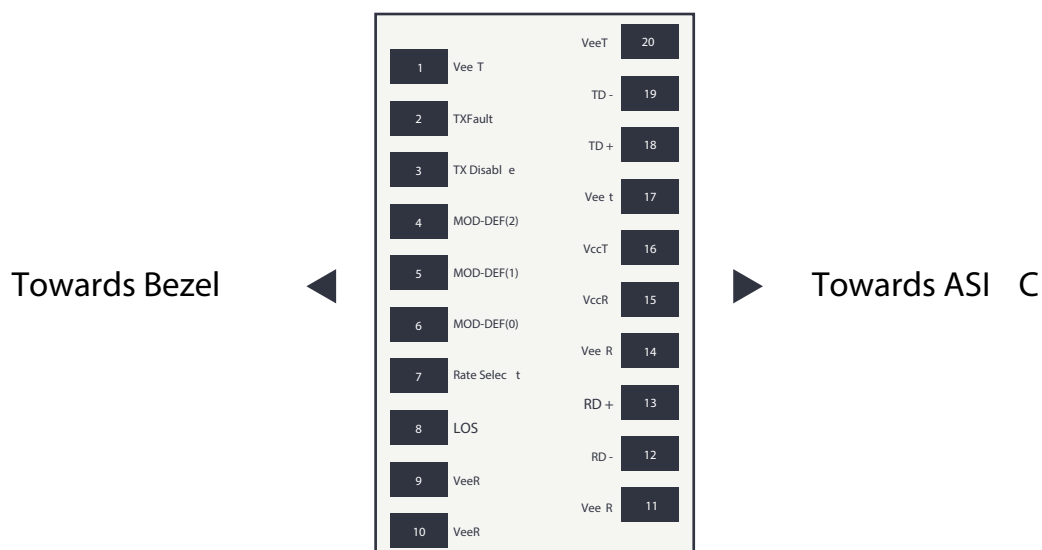 VeeT 20
1 Vee T
TD - 19
2 TXFault
TD + 18
3 TX Disabl e
Vee t 17
4 MOD-DEF(2)
VccT 16
Towards Bezel
5 MOD-DEF(1)
Towards ASI C
VccR 15
6 MOD-DEF(0)
Vee R 14
7 Rate Selec t
RD + 13
8 LOS
RD - 12
9 VeeR
Vee R 11
10 VeeR